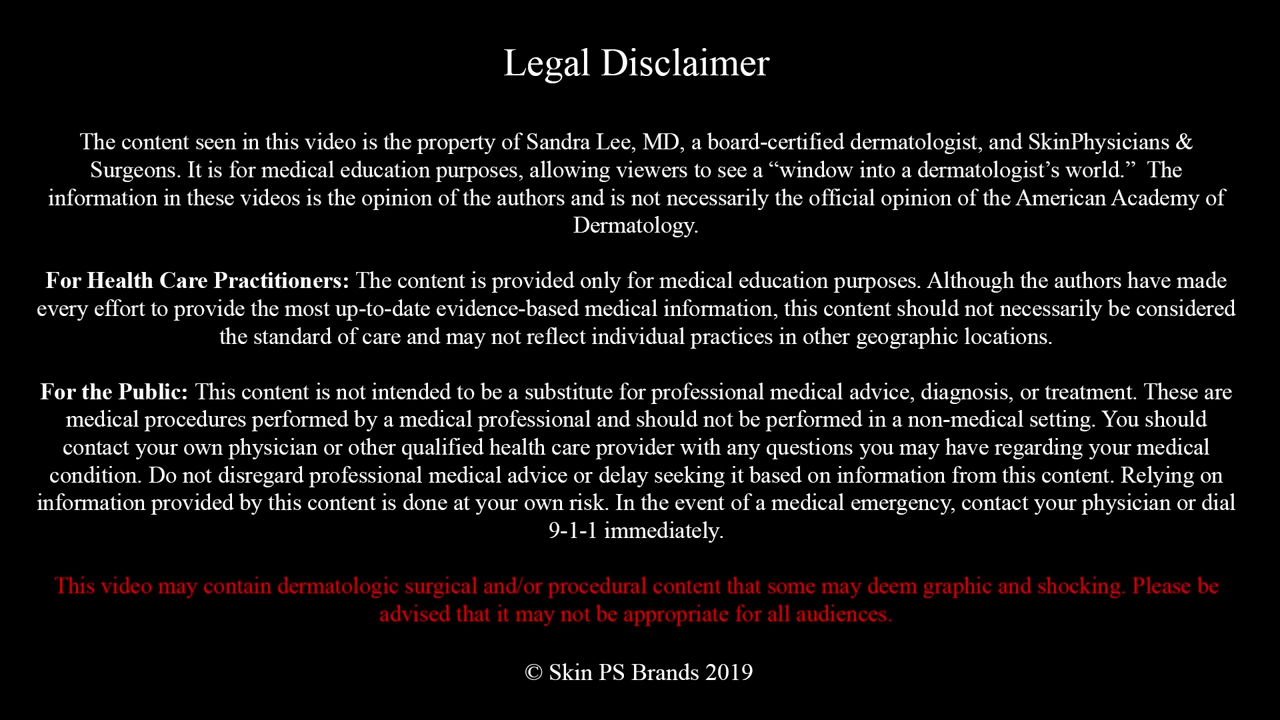 Legal Disclaimer
The content seen in this video is the property of Sandra Lee, MD, a board-certified dermatologist, and SkinPhysicians &
Surgeons. It is for medical education purposes, allowing viewers to see a “window into a dermatologist’s world.”  The
information in these videos is the opinion of the authors and is not necessarily the official opinion of the American Academy of
Dermatology.
For Health Care Practitioners: The content is provided only for medical education purposes. Although the authors have made
every effort to provide the most up-to-date evidence-based medical information, this content should not necessarily be considered
the standard of care and may not reflect individual practices in other geographic locations.
For the Public: This content is not intended to be a substitute for professional medical advice, diagnosis, or treatment. These are
medical procedures performed by a medical professional and should not be performed in a non-medical setting. You should
contact your own physician or other qualified health care provider with any questions you may have regarding your medical
condition. Do not disregard professional medical advice or delay seeking it based on information from this content. Relying on
information provided by this content is done at your own risk. In the event of a medical emergency, contact your physician or dial
9-1-1 immediately.
This video may contain dermatologic surgical and/or procedural content that some may deem graphic and shocking. Please be
advised that it may not be appropriate for all audiences.
© Skin PS Brands 2019